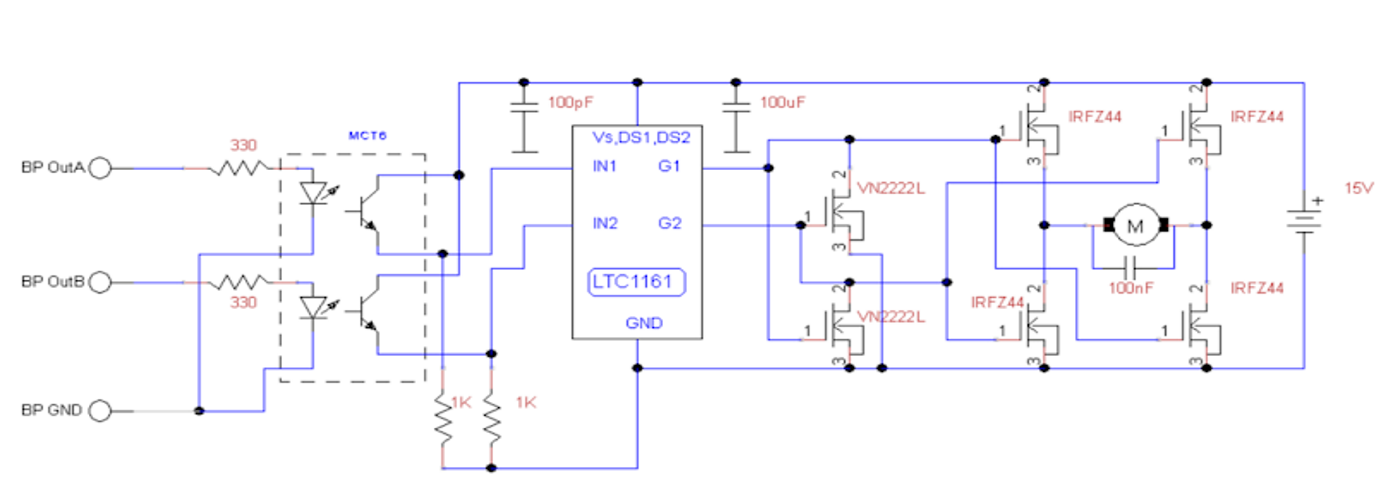 BP OutA
330
MCT6
BP OutB
330
BP GND
1K
1K
100pF
100uF
Vs,DS1,DS2
IN1
G1
IN2
G2
LTC1161
GND
2
VN2222L
1
3
2
VN2222L
1
3
2
IRFZ44
1
3
2
IRFZ44
1
3
M
100nF
2
IRFZ44
1
3
2
IRFZ44
1
3
+
15V